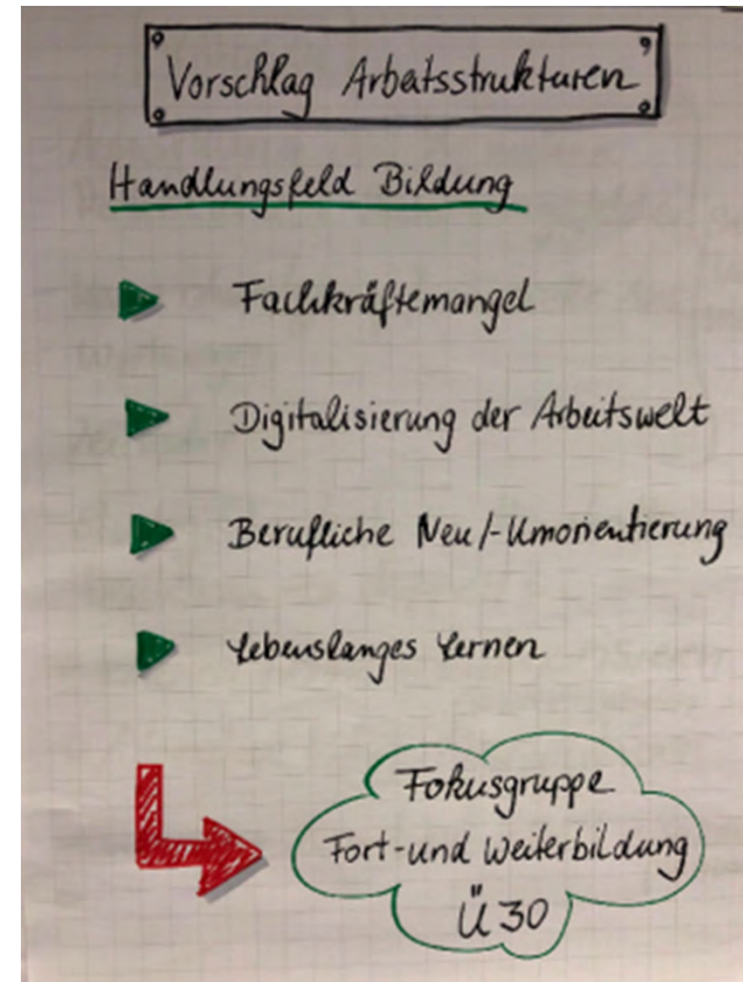 Vorschlag Arbeitsstrukturen
Handlungsfeld Bildung
Fachkräftemangel
Digitalisierung der Arbeitswelt
Berufliche Neu/-Umorientierung
Lebenslanges Lernen
Fokusgruppe
Fort-und Weiterbildung
Ü30